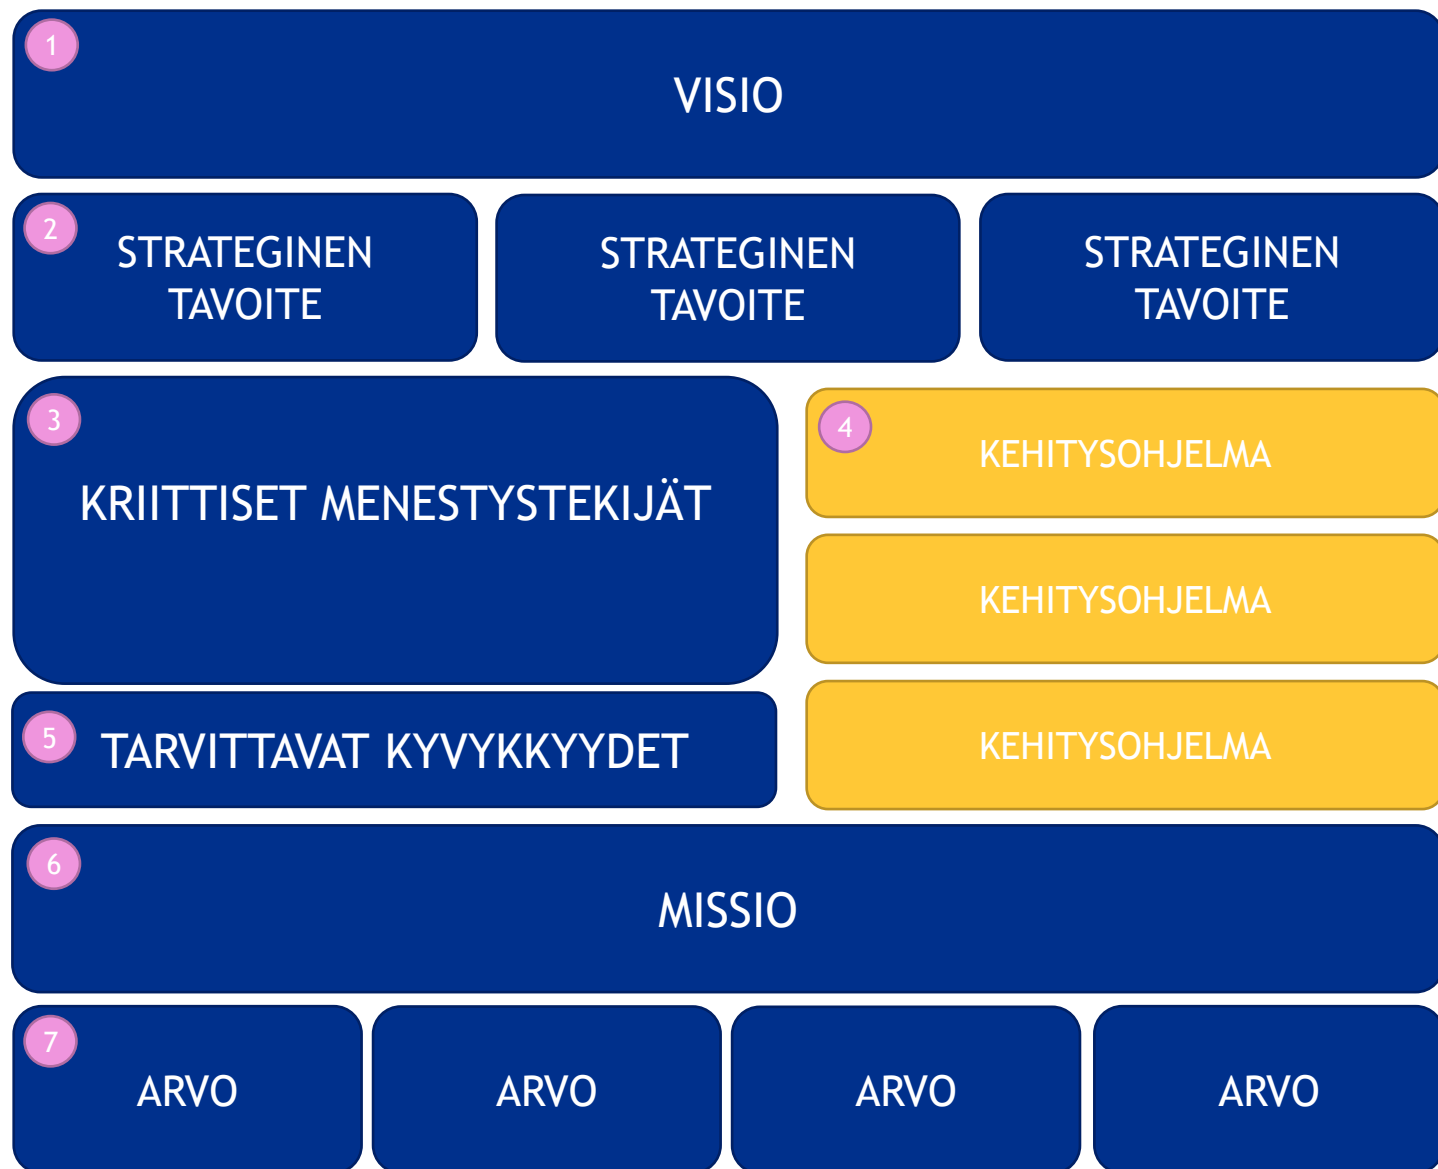 1
VISIO
2
STRATEGINEN
TAVOITE
STRATEGINEN
TAVOITE
STRATEGINEN
TAVOITE
3
KRIITTISET MENESTYSTEKIJÄT
4
KEHITYSOHJELMA
KEHITYSOHJELMA
KEHITYSOHJELMA
5
TARVITTAVAT KYVYKKYYDET
6
MISSIO
7
ARVO
ARVO
ARVO
ARVO